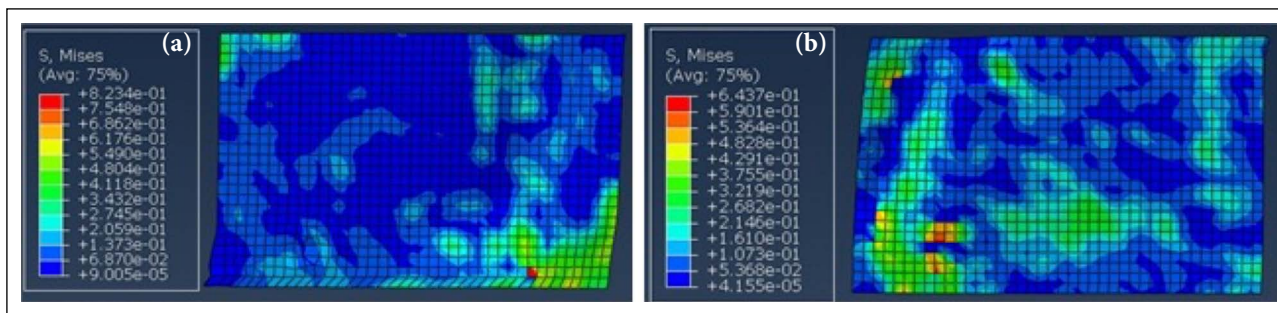 (a)
S, Mises
(Avg: 75%)
+8.234e-01
+7.548e-01
+6.862e-01
+6.176e-01
+5.490e-01
+4.804e-01
+4.118e-01
+3.432e-01
+2.745e-01
+2.059e-01
+1.373e-01
+6.870e-02
+9.005e-05
(b)
S, Mises
(Avg: 75%)
+6.437e-01
+5.901e-01
+5.364e-01
+4.828e-01
+4.291e-01
+3.755e-01
+3.219e-01
+2.682e-01
+2.146e-01
+1.610e-01
+1.073e-01
+5.368e-02
+4.155e-05